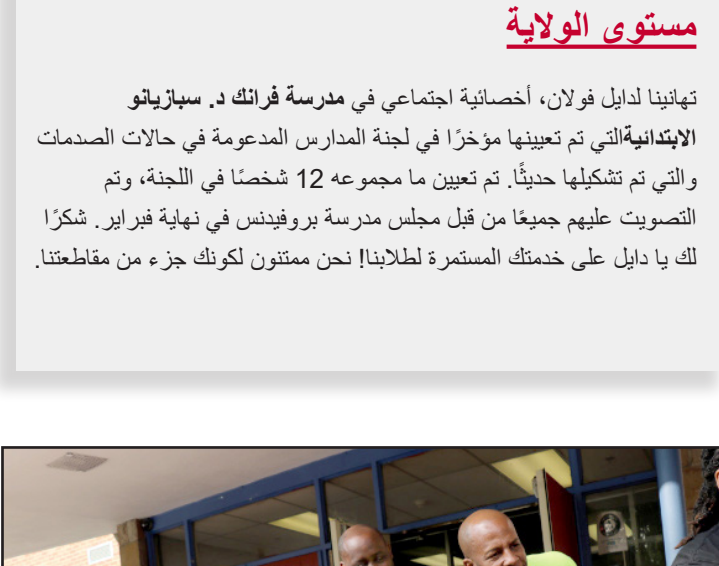 مستوى الولاية
تهانينا لدايل فولان، أخصائية اجتماعي في مدرسة فرانك د. سبازيانو
الابتدائيةالتي تم تعيينها مؤخرًا في لجنة المدارس المدعومة في حالات الصدمات
والتي تم تشكيلها حديثًا. تم تعيين ما مجموعه 12 شخصًا في اللجنة، وتم
التصويت عليهم جميعًا من قبل مجلس مدرسة بروفيدنس في نهاية فبراير. شكرًا
لك يا دايل على خدمتك المستمرة لطلابنا! نحن ممتنون لكونك جزء من مقاطعتنا.